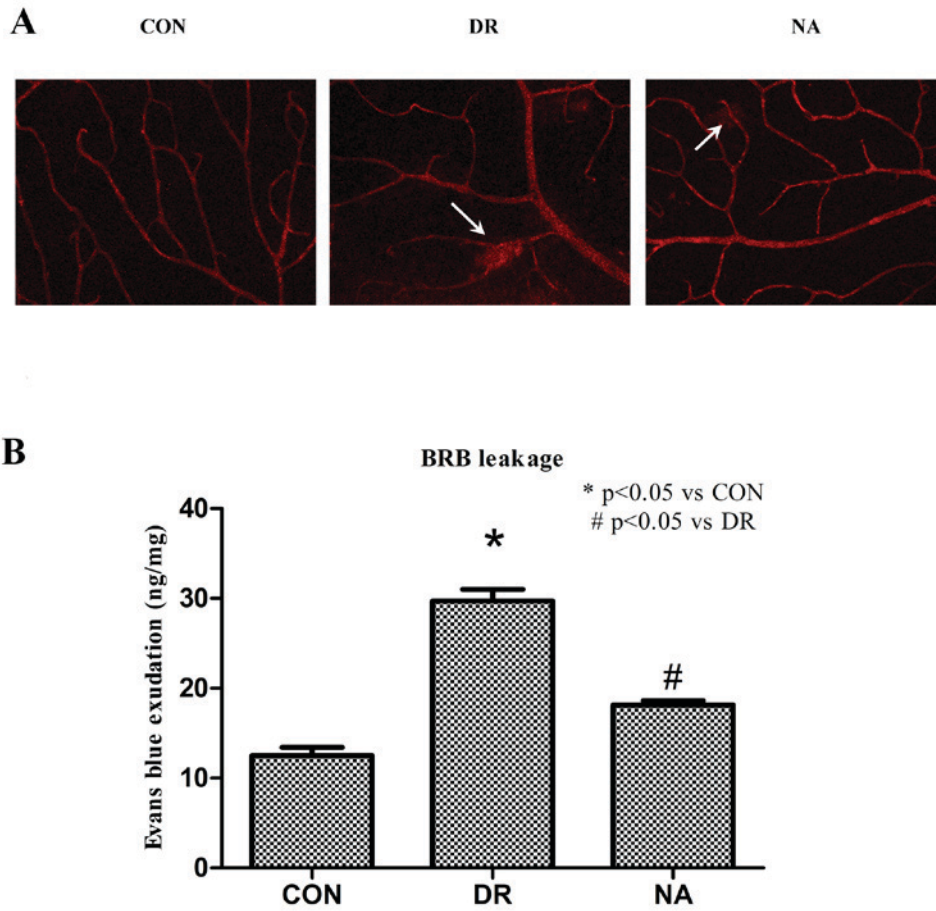 A
CON DR NA
B
BRB leakage
* p<0.05 vs CON
# p<0.05 vs DR
Evans blue exudation (ng/mg)
40
30
20
10
0
*
#
CON DR NA